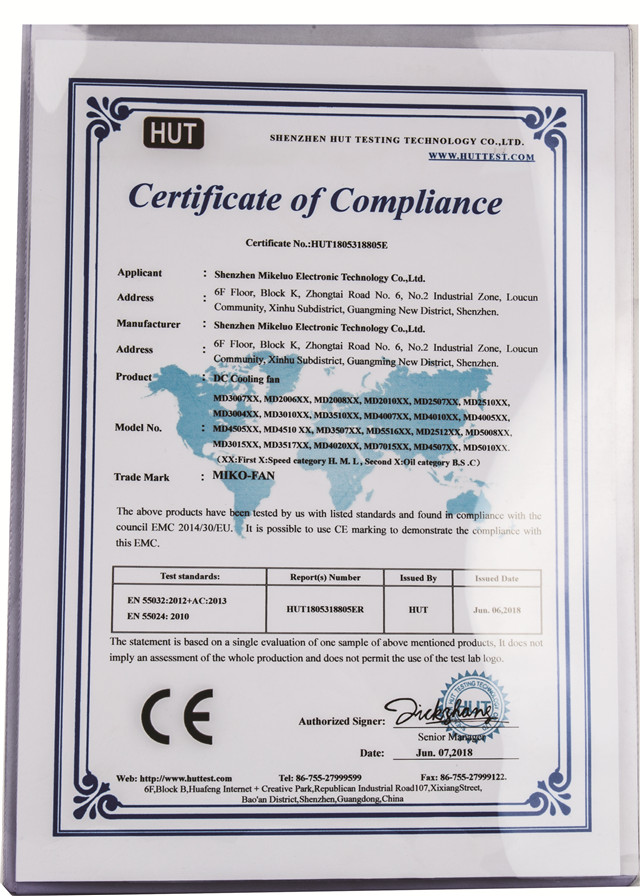 HUT
SHENZHEN HUT TESTING TECHNOLOGY CO.,LTD.
WWW.HUTTEST.COM
Certificate of Compliance
Certificate No.:HUT1805318805E
Applicant : Shenzhen Mikeluo Electronic Technology Co.,Ltd.
Address : 6F Floor, Block K, Zhongtai Road No. 6, No.2 Industrial Zone, Loucun
Community, Xinhu Subdistrict, Guangming New District, Shenzhen.
Manufacturer : Shenzhen Mikeluo Electronic Technology Co.,Ltd.
Address : 6F Floor, Block K, Zhongtai Road No. 6, No.2 Industrial Zone, Loucun
Community, Xinhu Subdistrict, Guangming New District, Shenzhen.
Product : DC Cooling fan
MD3007XX, MD2006XX, MD2008XX, MD2010XX, MD2507XX, MD2510XX,
MD3004XX, MD3010XX, MD3510XX, MD4007XX, MD4010XX, MD4005XX,
Model No. : MD4505XX, MD4510 XX, MD3507XX, MD5516XX, MD2512XX, MD5008XX,
MD3015XX, MD3517XX, MD4020XX, MD7015XX, MD4507XX, MD5010XX.
(XX:First X:Speed category H. M. L, Second X:Oil category B.S .C)
Trade Mark : MIKO-FAN
The above products have been tested by us with listed standards and found in compliance with the
council EMC 2014/30/EU. It is possible to use CE marking to demonstrate the compliance with
this EMC.
Test standards: Report(s) Number Issued By Issued Date
EN 55032:2012+AC:2013
EN 55024: 2010
HUT1805318805ER HUT Jun. 06,2018
The statement is based on a single evaluation of one sample of above mentioned products, It does not
imply an assessment of the whole production and does not permit the use of the test lab logo.
CE
HUT TESTING TECHNOLOGY
HUT
Authorized Signer: Dickzhang
Senior Manager
Date: Jun. 07,2018
Web: http://www.huttest.com Tel: 86-755-27999599 Fax: 86-755-27999122.
6F,Block B,Huafeng Internet + Creative Park,Republican Industrial Road107,XixiangStreet,
Bao'an District,Shenzhen,Guangdong,China